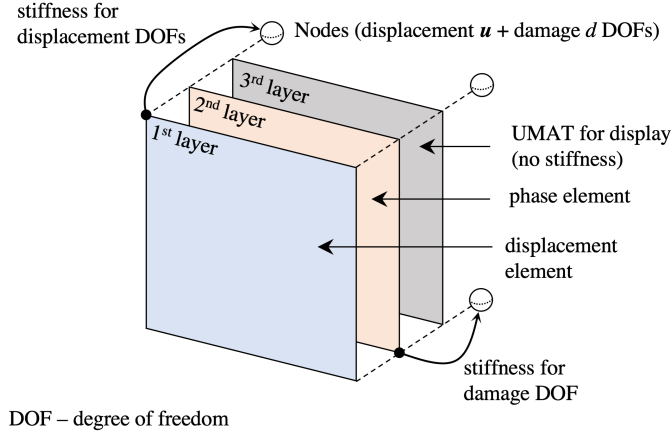 stiffness for
displacement DOFs
Nodes (displacement u + damage d DOFs)
3rd layer
2nd layer
1st layer
UMAT for display
(no stiffness)
phase element
displacement
element
stiffness for
damage DOF
DOF – degree of freedom